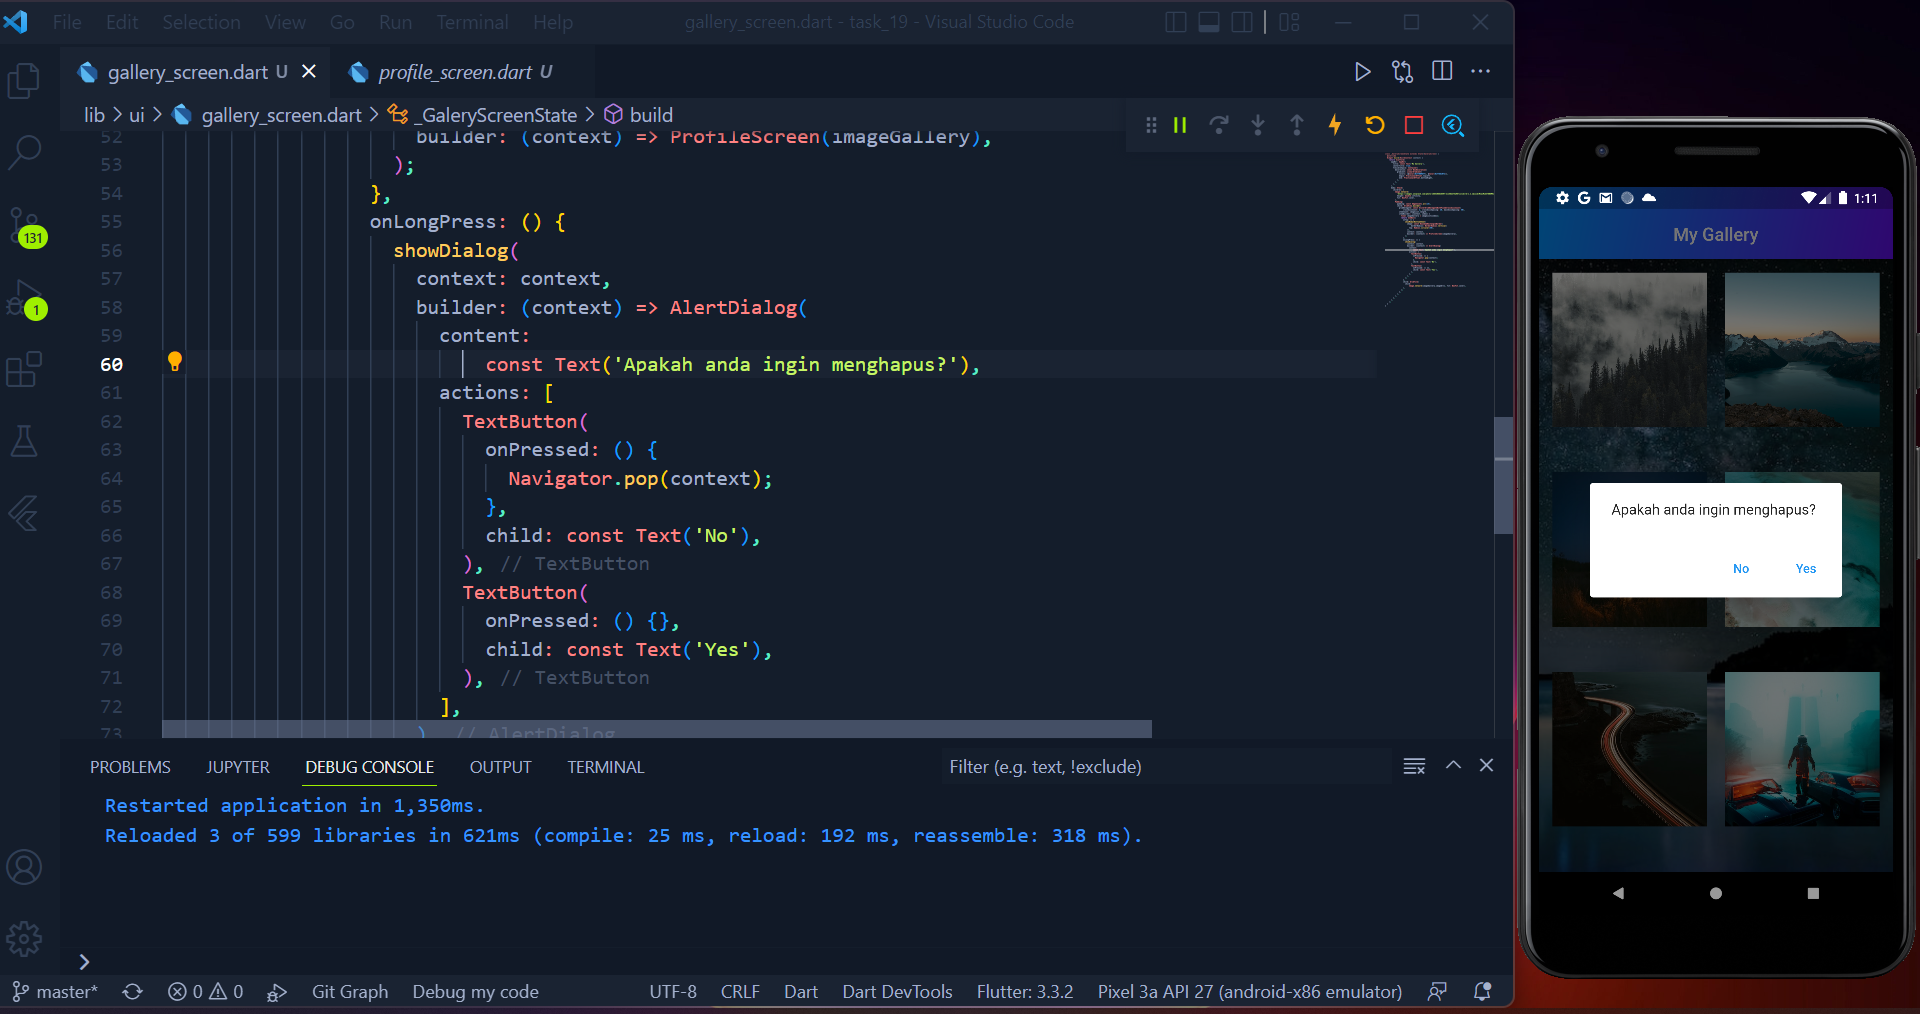 File Edit Selection View Go Run Terminal Help gallery_screen.dart - task_19 - Visual Studio Code
gallery_screen.dart U profile_screen.dart U
lib > ui > gallery_screen.dart > _GaleryScreenState > build
52 builder: (context) => ProfileScreen(imageGallery),
53 );
54 },
55 onLongPress: () {
56 showDialog(
57 context: context,
58 builder: (context) => AlertDialog(
59 content:
60 const Text('Apakah anda ingin menghapus?'),
61 actions: [
62 TextButton(
63 onPressed: () {
64 Navigator.pop(context);
65 },
66 child: const Text('No'),
67 ), // TextButton
68 TextButton(
69 onPressed: () {},
70 child: const Text('Yes'),
71 ), // TextButton
72 ],
73 ) // AlertDialog
131
1
PROBLEMS JUPYTER DEBUG CONSOLE OUTPUT TERMINAL Filter (e.g. text, !exclude)
Restarted application in 1,350ms.
Reloaded 3 of 599 libraries in 621ms (compile: 25 ms, reload: 192 ms, reassemble: 318 ms).
>
master* 0 0 Git Graph Debug my code UTF-8 CRLF Dart Dart DevTools Flutter: 3.3.2 Pixel 3a API 27 (android-x86 emulator)
G 1:11
My Gallery
Apakah anda ingin menghapus?
No Yes